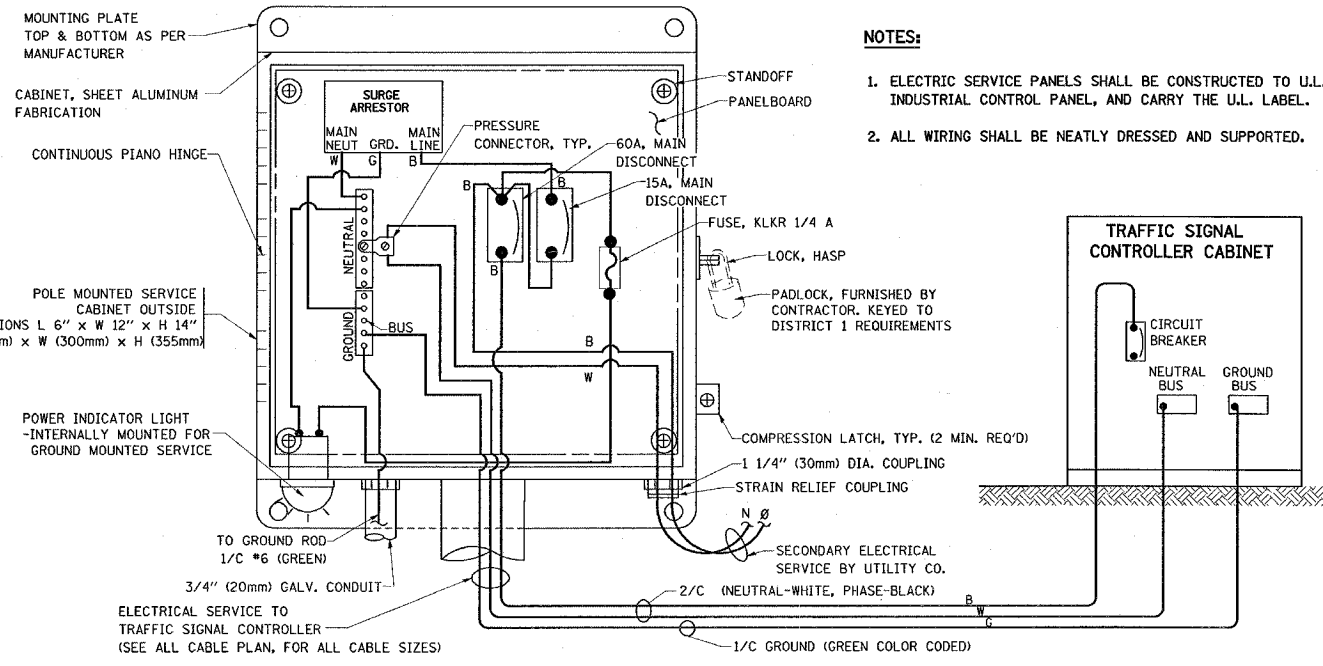 MOUNTING PLATE
TOP & BOTTOM AS PER
MANUFACTURER
CABINET, SHEET ALUMINUM
FABRICATION
CONTINUOUS PIANO HINGE
POLE MOUNTED SERVICE
CABINET OUTSIDE
IONS L 6" x W 12" x H 14"
m) x W (300mm) x H (355mm)
POWER INDICATOR LIGHT
-INTERNALLY MOUNTED FOR
GROUND MOUNTED SERVICE
SURGE
ARRESTOR
MAIN
NEUT
GRD.
MAIN
LINE
W
G
B
NEUTRAL
GROUND
BUS
PRESSURE
CONNECTOR, TYP.
STANDOFF
PANELBOARD
60A, MAIN
DISCONNECT
15A, MAIN
DISCONNECT
FUSE, KLKR 1/4 A
B
B
B
B
W
LOCK, HASP
PADLOCK, FURNISHED BY
CONTRACTOR. KEYED TO
DISTRICT 1 REQUIREMENTS
COMPRESSION LATCH, TYP. (2 MIN. REQ'D)
1 1/4" (30mm) DIA. COUPLING
STRAIN RELIEF COUPLING
N Ø
SECONDARY ELECTRICAL
SERVICE BY UTILITY CO.
TO GROUND ROD
1/C #6 (GREEN)
3/4" (20mm) GALV. CONDUIT
ELECTRICAL SERVICE TO
TRAFFIC SIGNAL CONTROLLER
(SEE ALL CABLE PLAN, FOR ALL CABLE SIZES)
2/C (NEUTRAL-WHITE, PHASE-BLACK)
B
W
G
1/C GROUND (GREEN COLOR CODED)
NOTES:
1. ELECTRIC SERVICE PANELS SHALL BE CONSTRUCTED TO U.L.
INDUSTRIAL CONTROL PANEL, AND CARRY THE U.L. LABEL.
2. ALL WIRING SHALL BE NEATLY DRESSED AND SUPPORTED.
TRAFFIC SIGNAL
CONTROLLER CABINET
CIRCUIT
BREAKER
NEUTRAL
BUS
GROUND
BUS